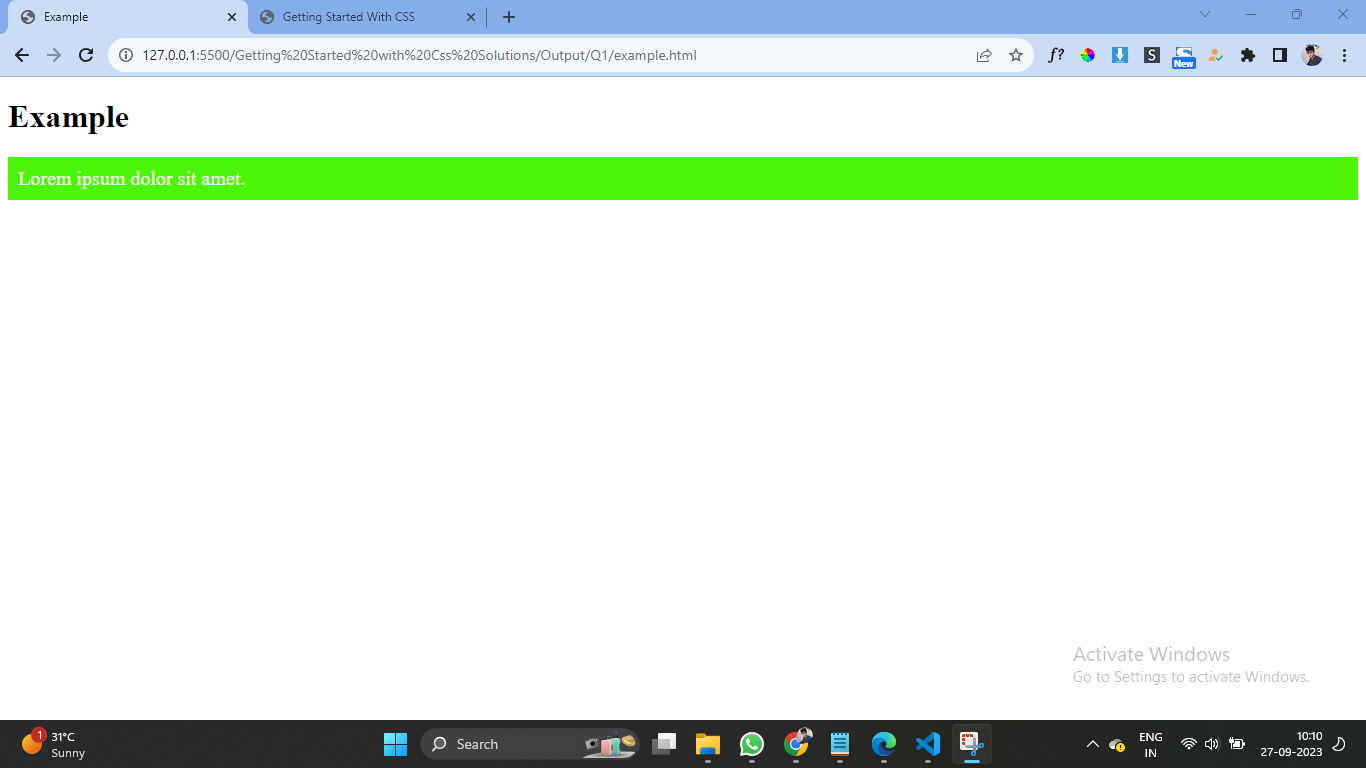 Example
Getting Started With CSS
127.0.0.1:5500/Getting%20Started%20with%20Css%20Solutions/Output/Q1/example.html
f?
S
S
New
Example
Lorem ipsum dolor sit amet.
Activate Windows
Go to Settings to activate Windows.
1
31°C
Sunny
Search
ENG
IN
10:10
27-09-2023